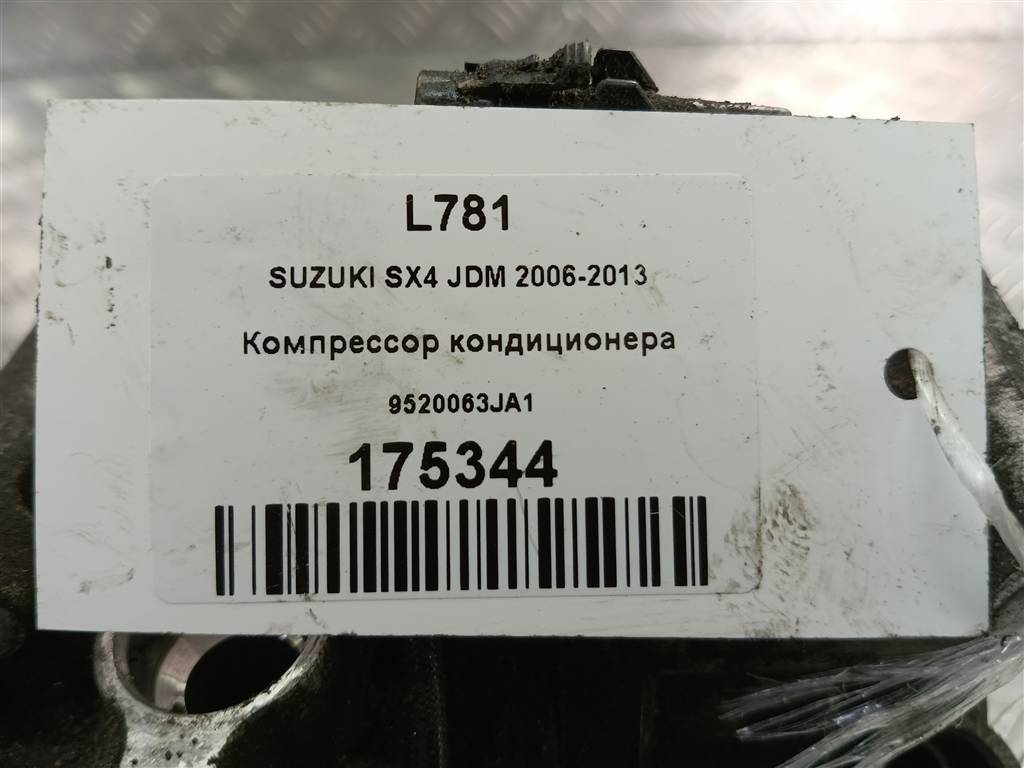 L781
SUZUKI SX4 JDM 2006-2013
Компрессор кондиционера
9520063JA1
175344